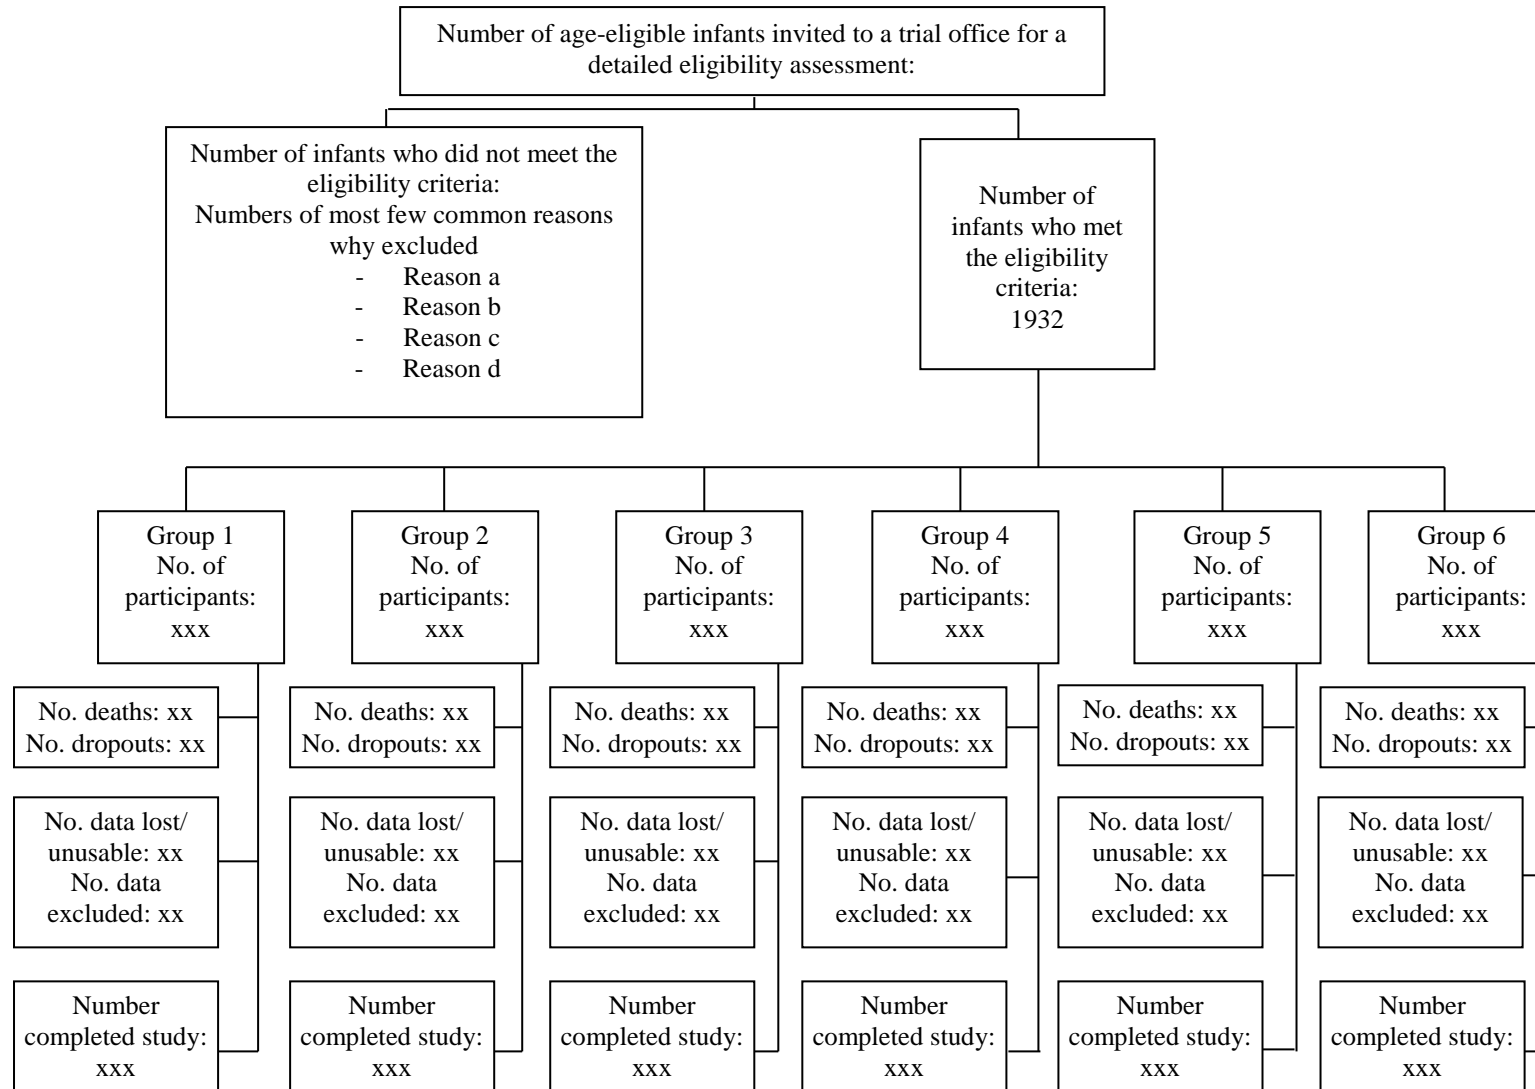 Number of age-eligible infants invited to a trial office for a
detailed eligibility assessment:
Number of infants who did not meet the
eligibility criteria:
Numbers of most few common reasons
why excluded
- Reason a
- Reason b
- Reason c
- Reason d
Number of
infants who met
the eligibility
criteria:
1932
Group 1
No. of
participants:
xxx
Group 2
No. of
participants:
xxx
Group 3
No. of
participants:
xxx
Group 4
No. of
participants:
xxx
Group 5
No. of
participants:
xxx
Group 6
No. of
participants:
xxx
No. deaths: xx
No. dropouts: xx
No. deaths: xx
No. dropouts: xx
No. deaths: xx
No. dropouts: xx
No. deaths: xx
No. dropouts: xx
No. deaths: xx
No. dropouts: xx
No. deaths: xx
No. dropouts: xx
No. data lost/
unusable: xx
No. data
excluded: xx
No. data lost/
unusable: xx
No. data
excluded: xx
No. data lost/
unusable: xx
No. data
excluded: xx
No. data lost/
unusable: xx
No. data
excluded: xx
No. data lost/
unusable: xx
No. data
excluded: xx
No. data lost/
unusable: xx
No. data
excluded: xx
Number
completed study:
xxx
Number
completed study:
xxx
Number
completed study:
xxx
Number
completed study:
xxx
Number
completed study:
xxx
Number
completed study:
xxx